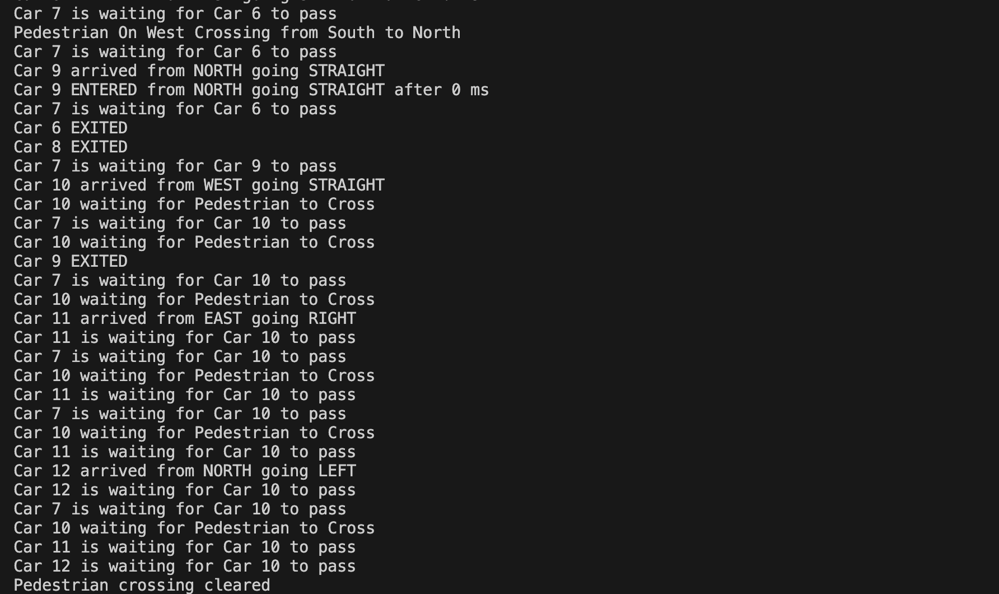 Car 7 is waiting for Car 6 to pass
Pedestrian On West Crossing from South to North
Car 7 is waiting for Car 6 to pass
Car 9 arrived from NORTH going STRAIGHT
Car 9 ENTERED from NORTH going STRAIGHT after 0 ms
Car 7 is waiting for Car 6 to pass
Car 6 EXITED
Car 8 EXITED
Car 7 is waiting for Car 9 to pass
Car 10 arrived from WEST going STRAIGHT
Car 10 waiting for Pedestrian to Cross
Car 7 is waiting for Car 10 to pass
Car 10 waiting for Pedestrian to Cross
Car 9 EXITED
Car 7 is waiting for Car 10 to pass
Car 10 waiting for Pedestrian to Cross
Car 11 arrived from EAST going RIGHT
Car 11 is waiting for Car 10 to pass
Car 7 is waiting for Car 10 to pass
Car 10 waiting for Pedestrian to Cross
Car 11 is waiting for Car 10 to pass
Car 7 is waiting for Car 10 to pass
Car 10 waiting for Pedestrian to Cross
Car 11 is waiting for Car 10 to pass
Car 12 arrived from NORTH going LEFT
Car 12 is waiting for Car 10 to pass
Car 7 is waiting for Car 10 to pass
Car 10 waiting for Pedestrian to Cross
Car 11 is waiting for Car 10 to pass
Car 12 is waiting for Car 10 to pass
Pedestrian crossing cleared